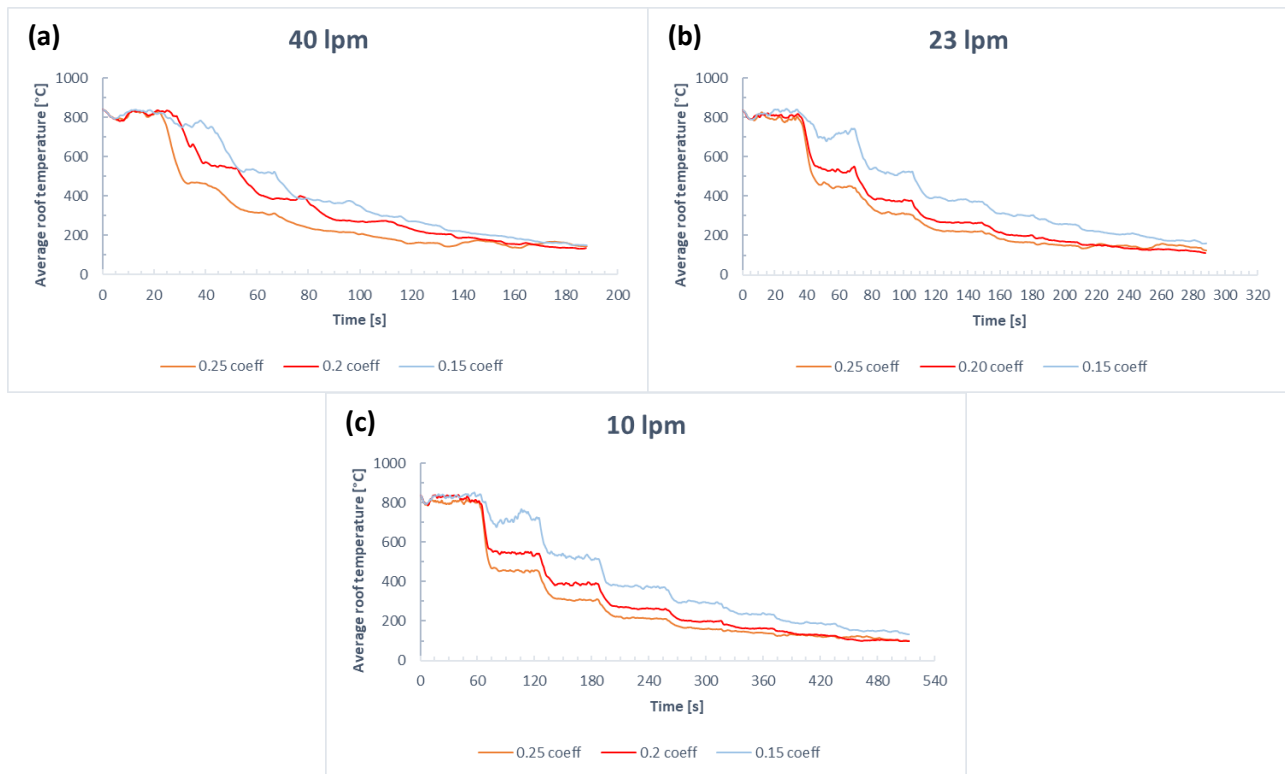 (a)
40 lpm
Average roof temperature [°C]
1000
800
600
400
200
0
0 20 40 60 80 100 120 140 160 180 200
Time [s]
0.25 coeff 0.2 coeff 0.15 coeff
(b)
23 lpm
Average roof temperature [°C]
1000
800
600
400
200
0
0 20 40 60 80 100 120 140 160 180 200 220 240 260 280 300 320
Time [s]
0.25 coeff 0.20 coeff 0.15 coeff
(c)
10 lpm
Average roof temperature [°C]
1000
800
600
400
200
0
0 60 120 180 240 300 360 420 480 540
Time [s]
0.25 coeff 0.2 coeff 0.15 coeff